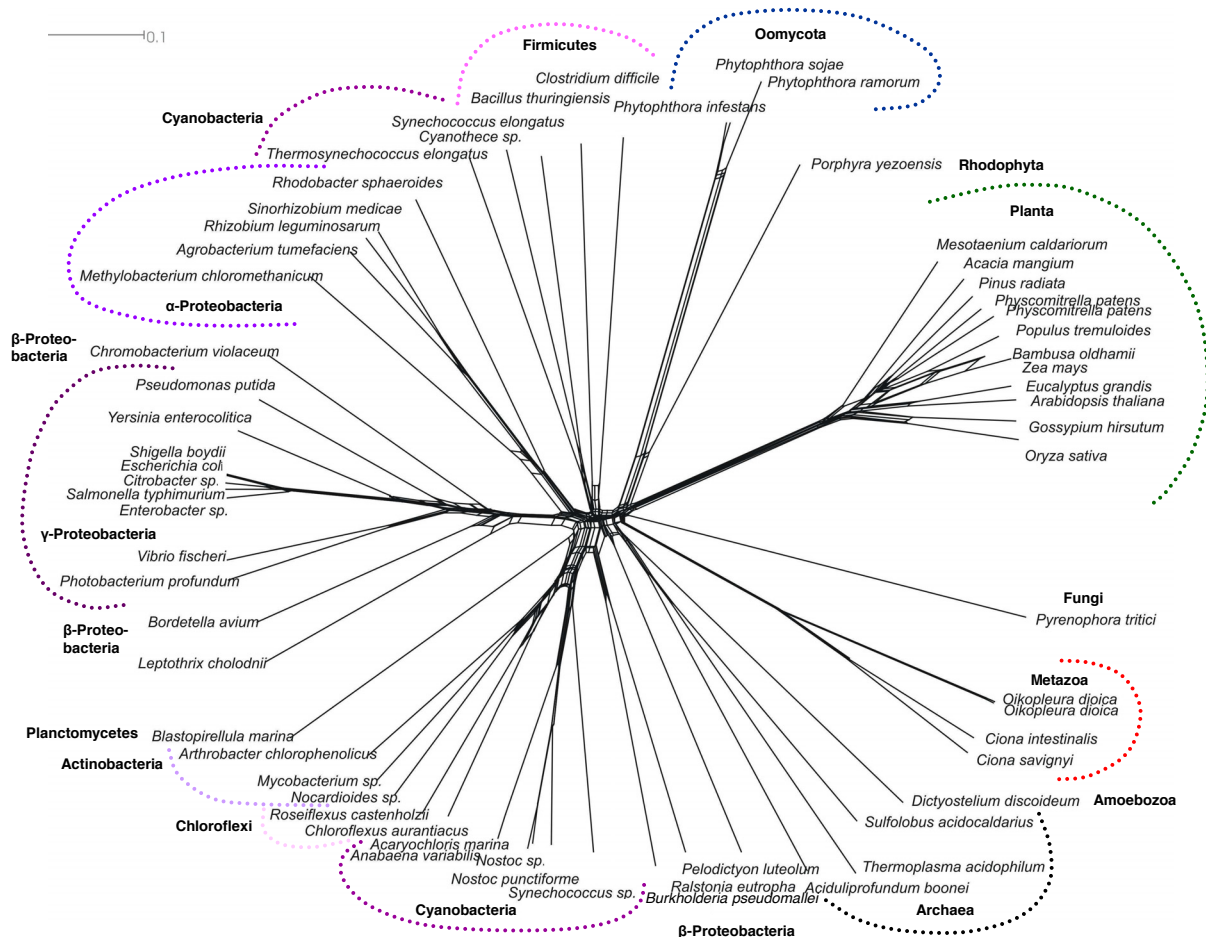 0.1
Firmicutes
Oomycota
Clostridium difficile
Phytophthora sojae
Phytophthora ramorum
Bacillus thuringiensis
Phytophthora infestans
Cyanobacteria
Synechococcus elongatus
Cyanothece sp.
Thermosynechococcus elongatus
Porphyra yezoensis
Rhodophyta
Rhodobacter sphaeroides
Planta
Sinorhizobium medicae
Rhizobium leguminosarum
Agrobacterium tumefaciens
Methylobacterium chloromethanicum
α-Proteobacteria
Mesotaenium caldariorum
Acacia mangium
Pinus radiata
Physcomitrella patens
Physcomitrella patens
Populus tremuloides
Bambusa oldhamii
Zea mays
Eucalyptus grandis
Arabidopsis thaliana
Gossypium hirsutum
Oryza sativa
β-Proteo-
bacteria
Chromobacterium violaceum
Pseudomonas putida
Yersinia enterocolitica
Shigella boydii
Escherichia coli
Citrobacter sp.
Salmonella typhimurium
Enterobacter sp.
γ-Proteobacteria
Vibrio fischeri
Photobacterium profundum
β-Proteo-
bacteria
Bordetella avium
Leptothrix cholodnii
Fungi
Pyrenophora tritici
Metazoa
Oikopleura dioica
Oikopleura dioica
Ciona intestinalis
Ciona savignyi
Planctomycetes
Blastopirellula marina
Actinobacteria
Arthrobacter chlorophenolicus
Mycobacterium sp.
Nocardioides sp.
Chloroflexi
Roseiflexus castenholzii
Chloroflexus aurantiacus
Acaryochloris marina
Anabaena variabilis
Nostoc sp.
Nostoc punctiforme
Synechococcus sp.
Cyanobacteria
Dictyostelium discoideum
Amoebozoa
Sulfolobus acidocaldarius
Thermoplasma acidophilum
Pelodictyon luteolum
Ralstonia eutropha
Aciduliprofundum boonei
Burkholderia pseudomallei
Archaea
β-Proteobacteria